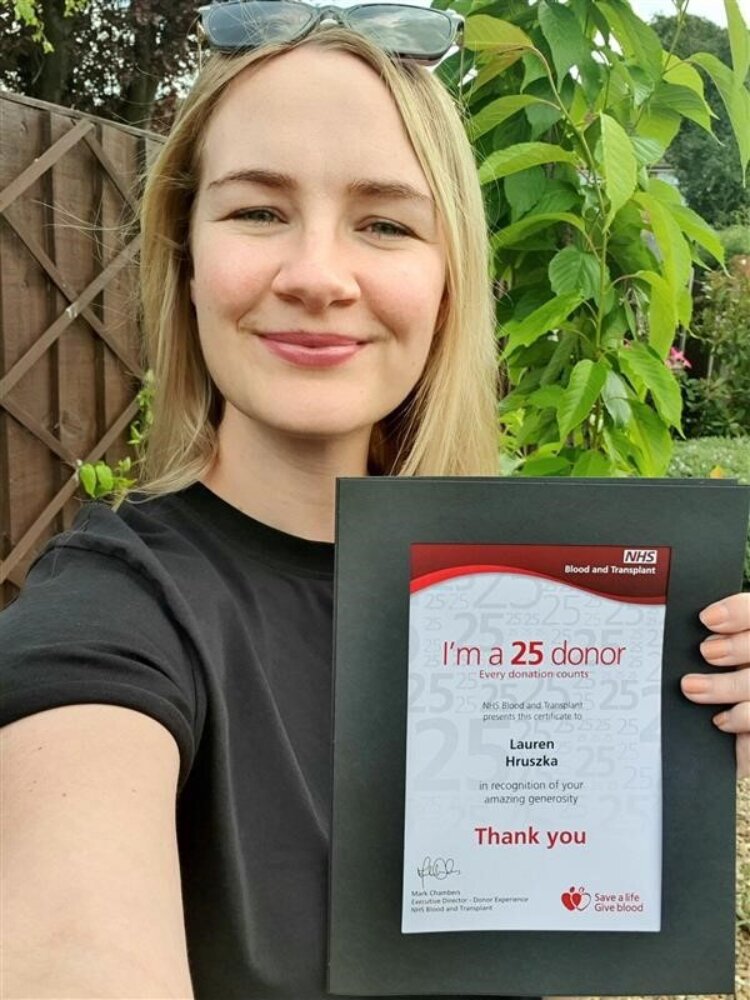 NHS
Blood and Transplant
I'm a 25 donor
Every donation counts
NHS Blood and Transplant
presents this certificate to
Lauren
Hruszka
in recognition of your
amazing generosity
Thank you
Mark Chambers
Executive Director - Donor Experience
NHS Blood and Transplant
Save a life
Give blood